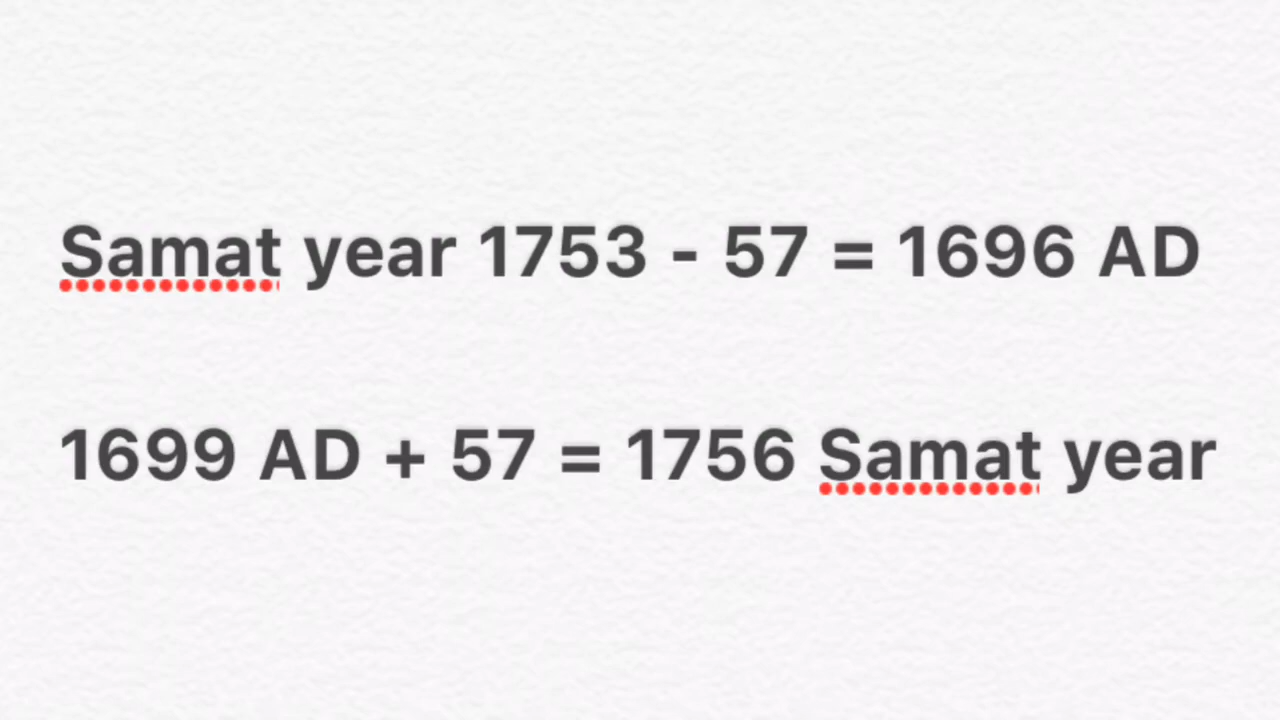 Samat year 1753 - 57 = 1696 AD
1699 AD + 57 = 1756 Samat year